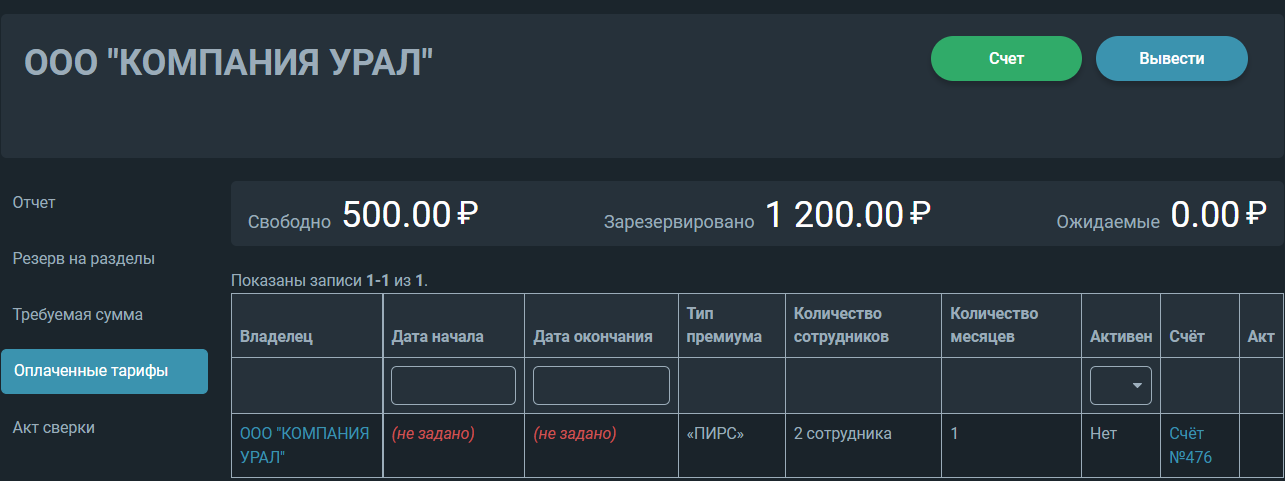 ООО "КОМПАНИЯ УРАЛ"
Счет
Вывести
Отчет
Резерв на разделы
Требуемая сумма
Оплаченные тарифы
Акт сверки
Свободно 500.00 ₽
Зарезервировано 1 200.00 ₽
Ожидаемые 0.00 ₽
Показаны записи 1-1 из 1.
Владелец
Дата начала
Дата окончания
Тип
премиума
Количество
сотрудников
Количество
месяцев
Активен
Счёт
Акт
ООО "КОМПАНИЯ
УРАЛ"
(не задано)
(не задано)
«ПИРС»
2 сотрудника
1
Нет
Счёт
№476